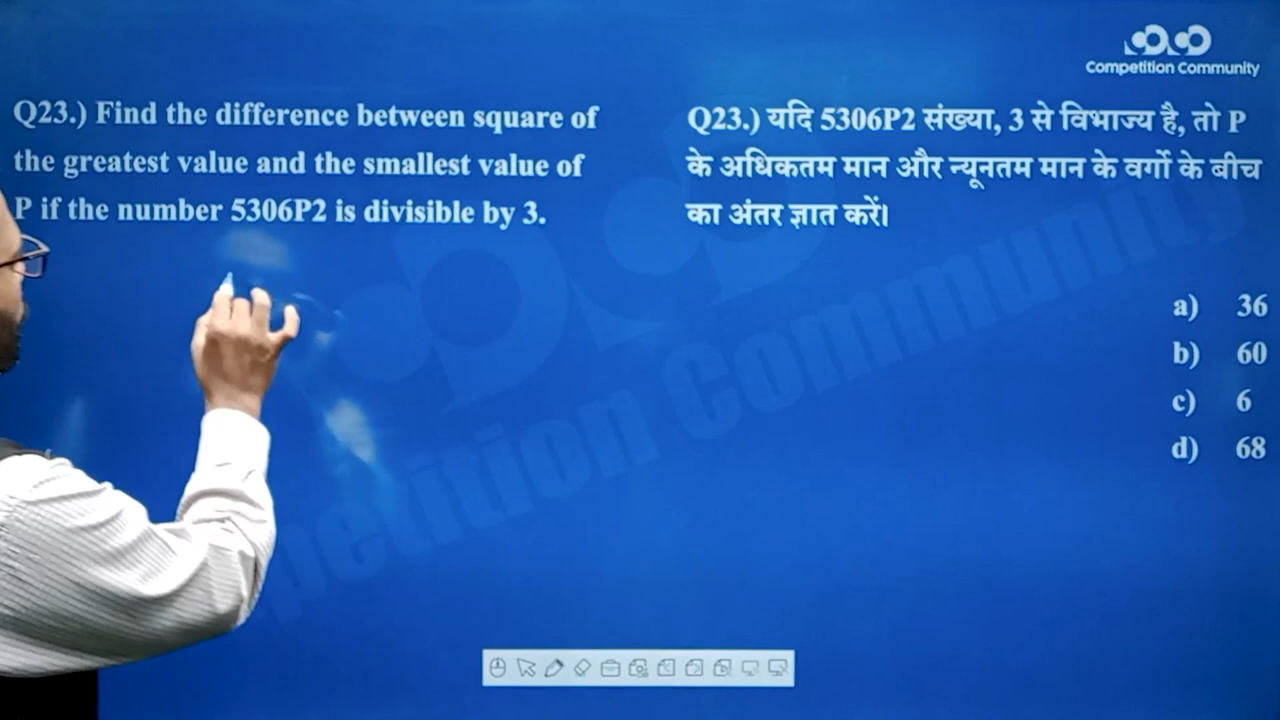 Competition Community
Q23.) Find the difference between square of
the greatest value and the smallest value of
P if the number 5306P2 is divisible by 3.
Q23.) यदि 5306P2 संख्या, 3 से विभाज्य है, तो P
के अधिकतम मान और न्यूनतम मान के वर्गो के बीच
का अंतर ज्ञात करें।
a) 36
b) 60
c) 6
d) 68
petition Community